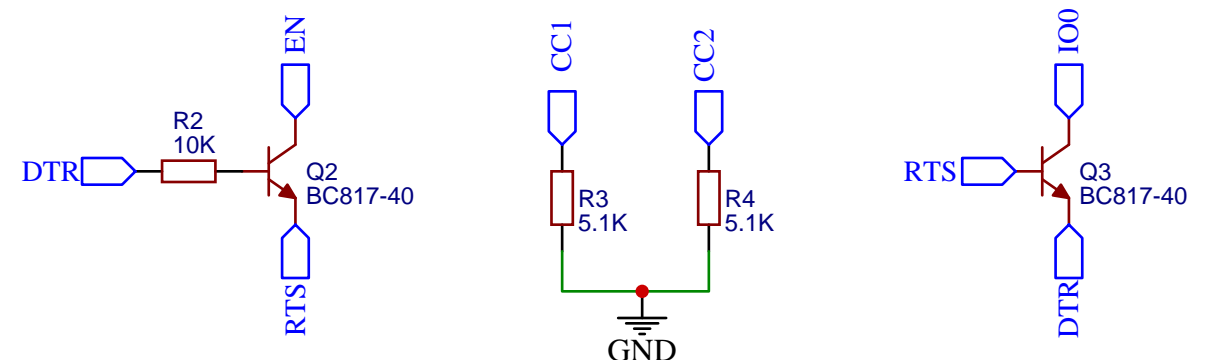 EN
R2
10K
DTR
Q2
BC817-40
RTS
CC1
CC2
R3
5.1K
R4
5.1K
GND
IO0
RTS
Q3
BC817-40
DTR